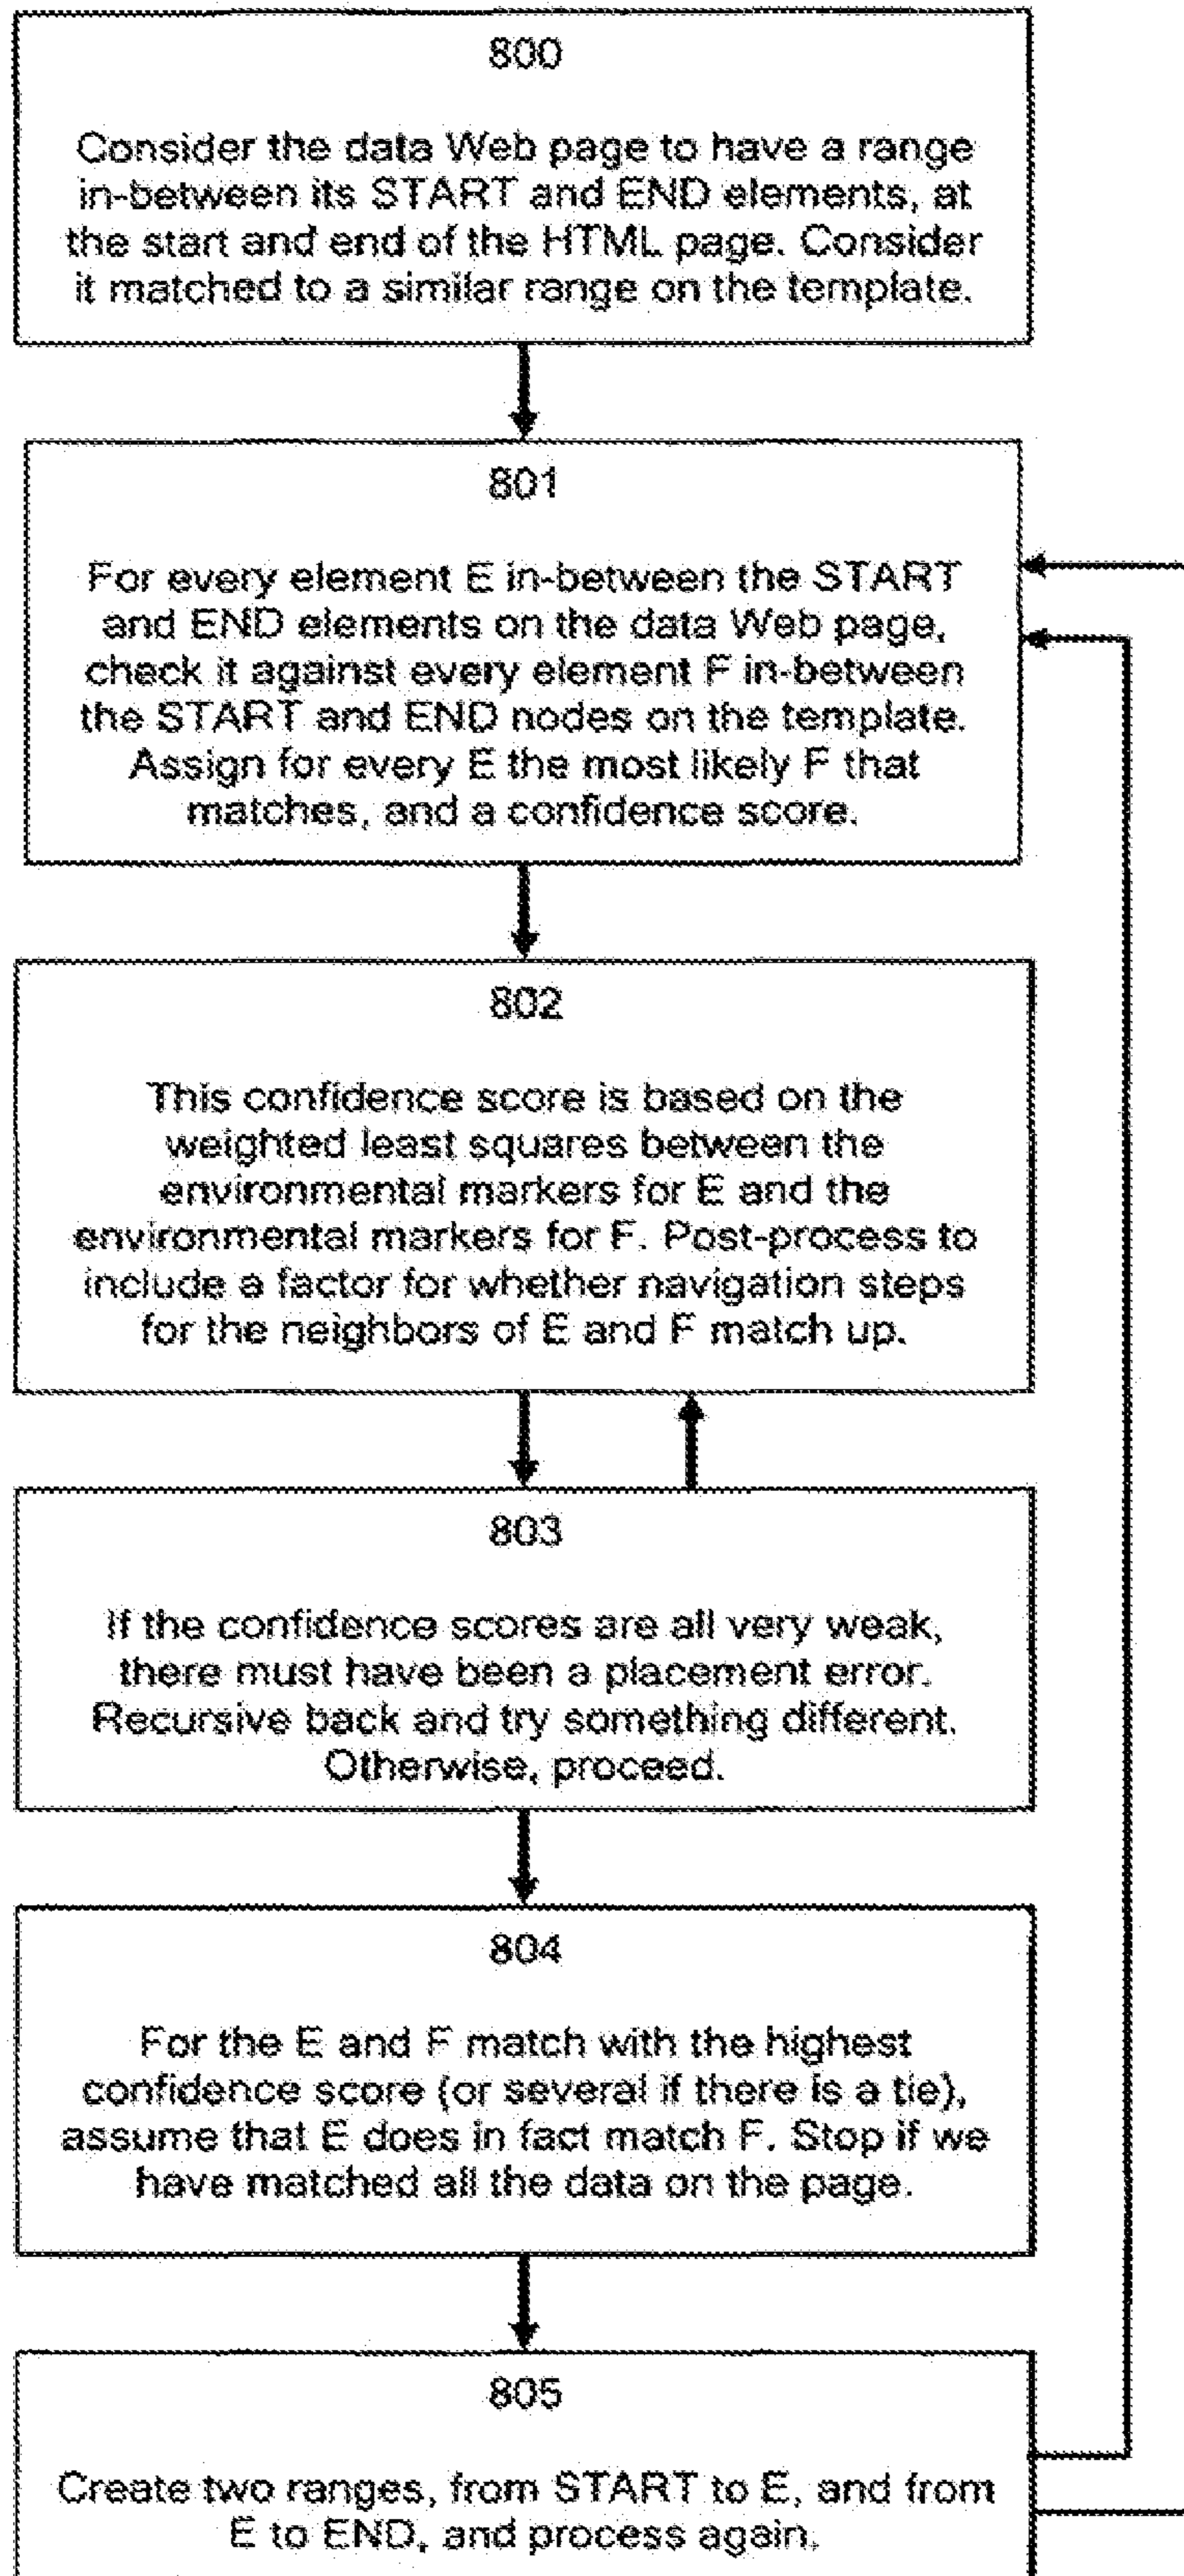 800
Consider the data Web page to have a range
in-between its START and END elements, at
the start and end of the HTML page. Consider
it matched to a similar range on the template.
801
For every element E in-between the START
and END elements on the data Web page,
check it against every element F in-between
the START and END nodes on the template.
Assign for every E the most likely F that
matches, and a confidence score.
802
This confidence score is based on the
weighted least squares between the
environmental markers for E and the
environmental markers for F. Post-process to
include a factor for whether navigation steps
for the neighbors of E and F match up.
803
If the confidence scores are all very weak,
there must have been a placement error.
Recursive back and try something different.
Otherwise, proceed.
804
For the E and F match with the highest
confidence score (or several if there is a tie),
assume that E does in fact match F. Stop if we
have matched all the data on the page.
805
Create two ranges, from START to E, and from
E to END, and process again.